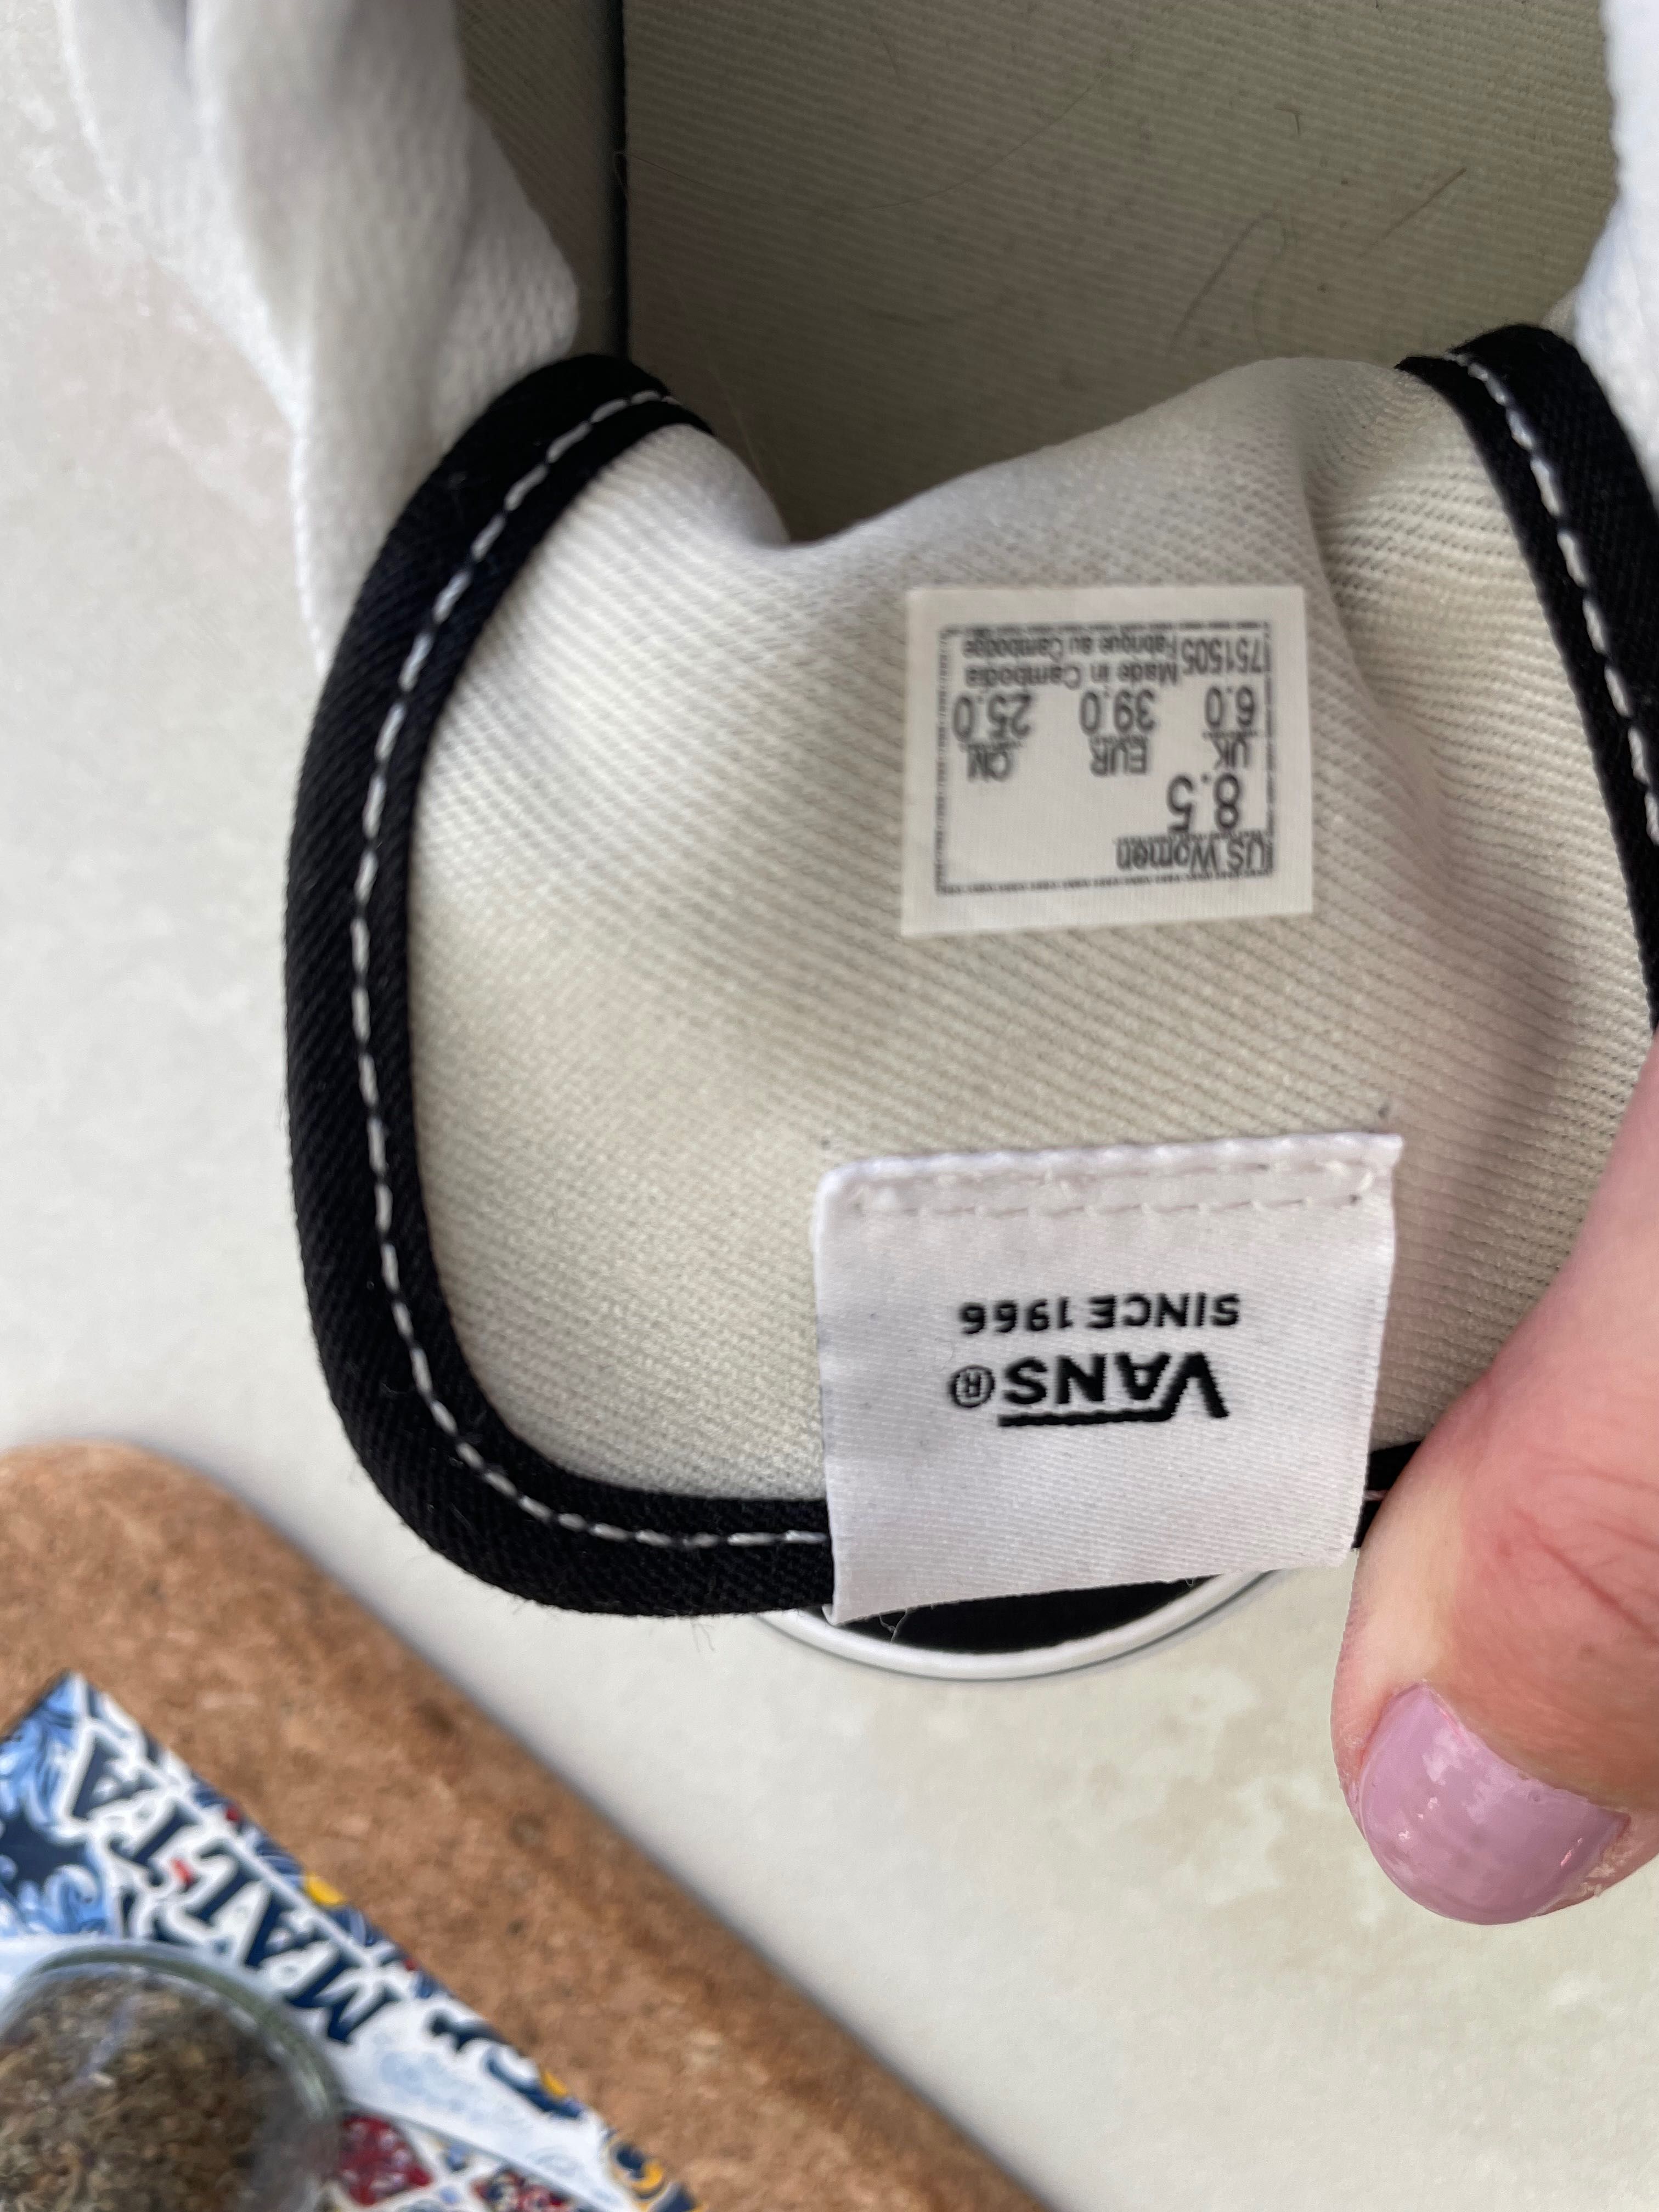 US Women
8.5
UK EUR CM
6.0 39.0 25.0
751505 Made in Cambodia
Fabriqué au Cambodge
VANS®
SINCE 1966
MALTA